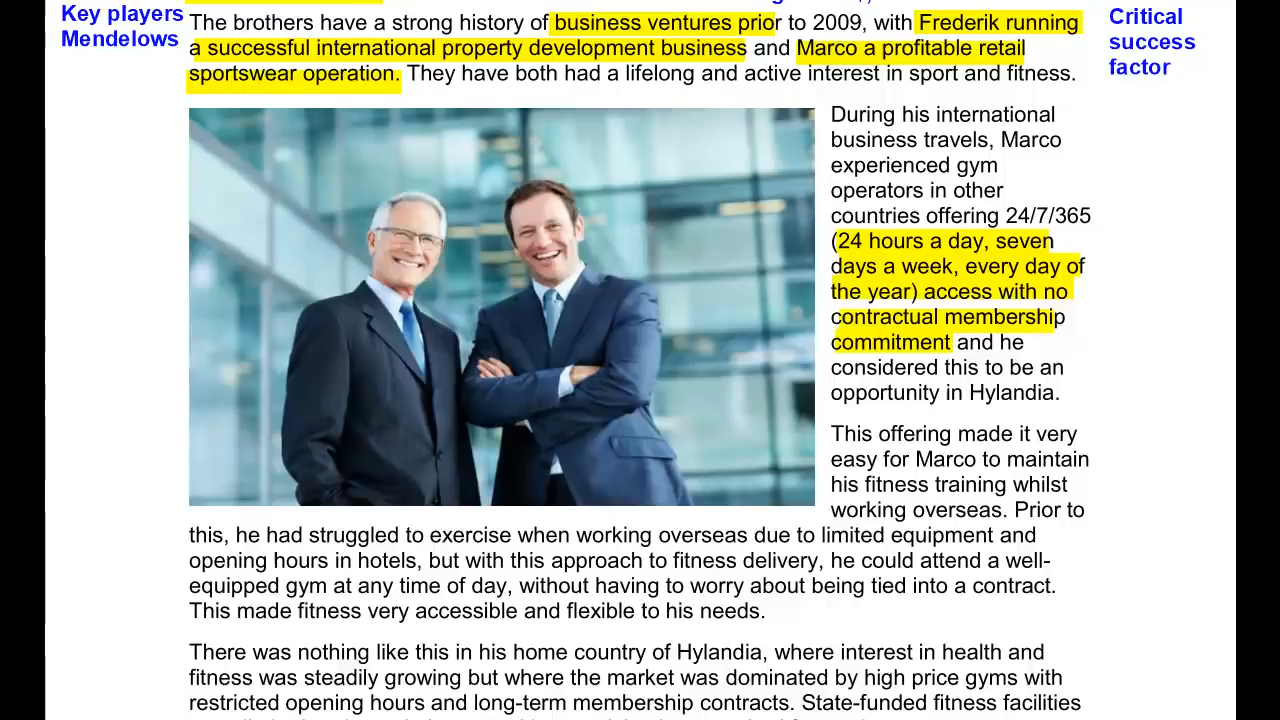 Key players
Mendelows
Critical
success
factor
The brothers have a strong history of business ventures prior to 2009, with Frederik running
a successful international property development business and Marco a profitable retail
sportswear operation. They have both had a lifelong and active interest in sport and fitness.
During his international
business travels, Marco
experienced gym
operators in other
countries offering 24/7/365
(24 hours a day, seven
days a week, every day of
the year) access with no
contractual membership
commitment and he
considered this to be an
opportunity in Hylandia.
This offering made it very
easy for Marco to maintain
his fitness training whilst
working overseas. Prior to
this, he had struggled to exercise when working overseas due to limited equipment and
opening hours in hotels, but with this approach to fitness delivery, he could attend a well-
equipped gym at any time of day, without having to worry about being tied into a contract.
This made fitness very accessible and flexible to his needs.
There was nothing like this in his home country of Hylandia, where interest in health and
fitness was steadily growing but where the market was dominated by high price gyms with
restricted opening hours and long-term membership contracts. State-funded fitness facilities